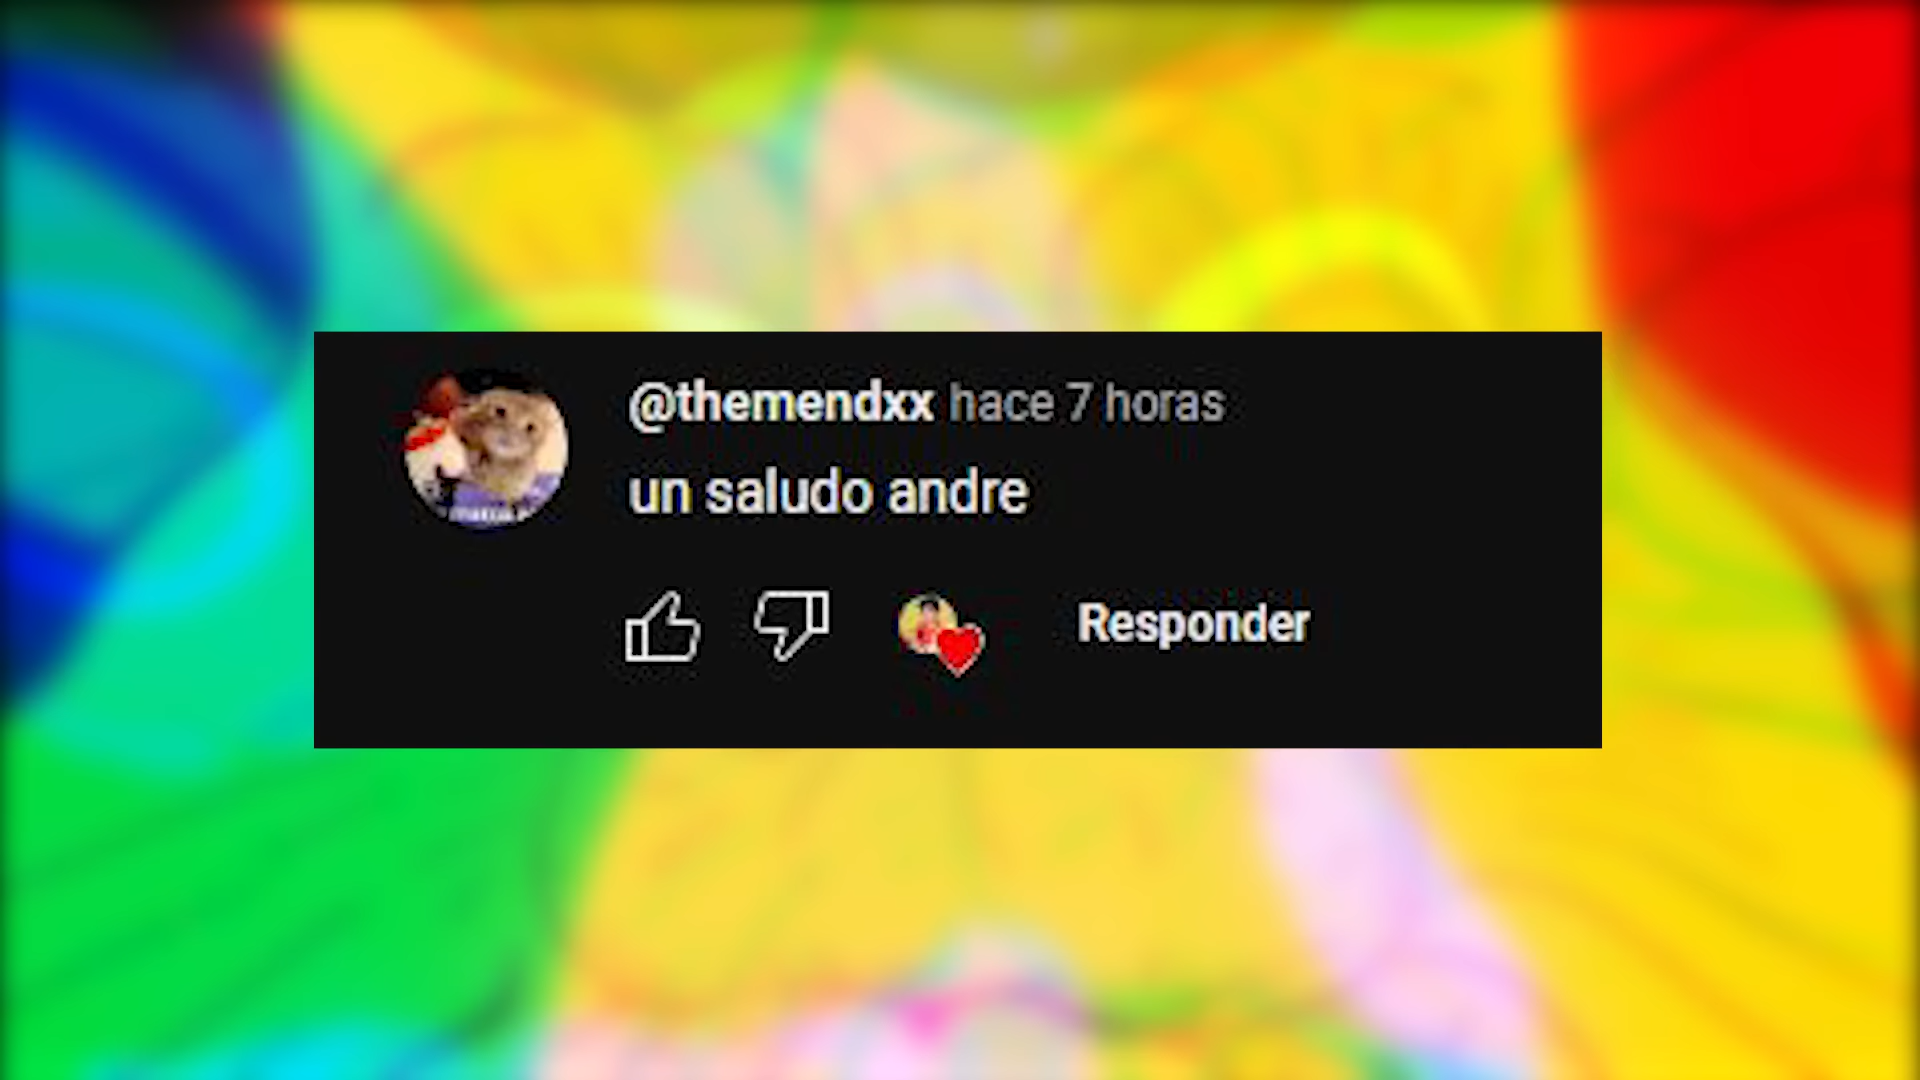 @themendxx hace 7 horas
un saludo andre
Responder